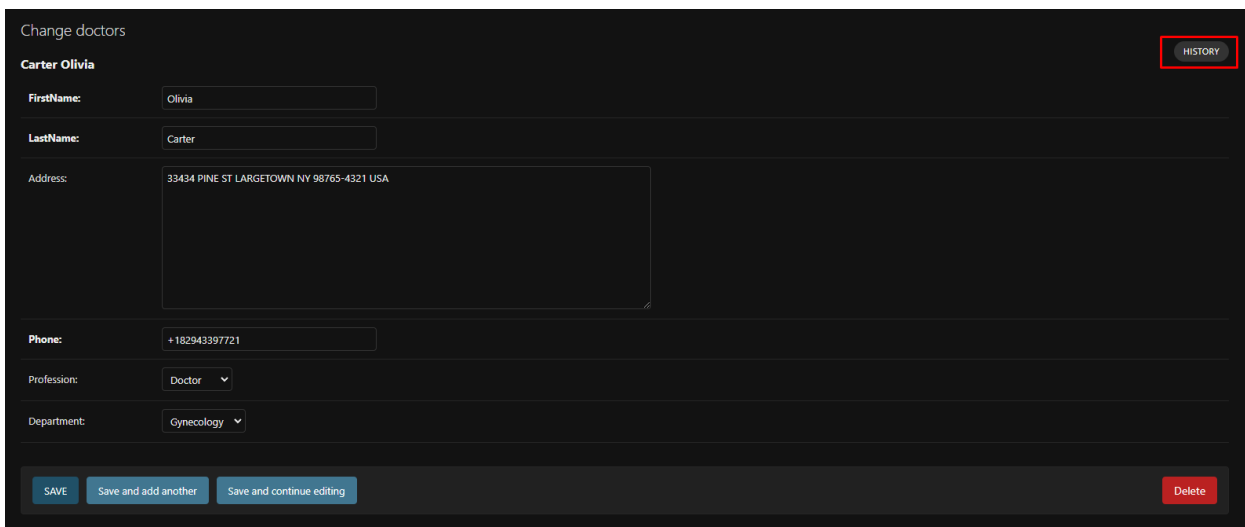 Change doctors
HISTORY
Carter Olivia
FirstName: Olivia
LastName: Carter
Address: 33434 PINE ST LARGETOWN NY 98765-4321 USA
Phone: +182943397721
Profession: Doctor
Department: Gynecology
SAVE Save and add another Save and continue editing Delete